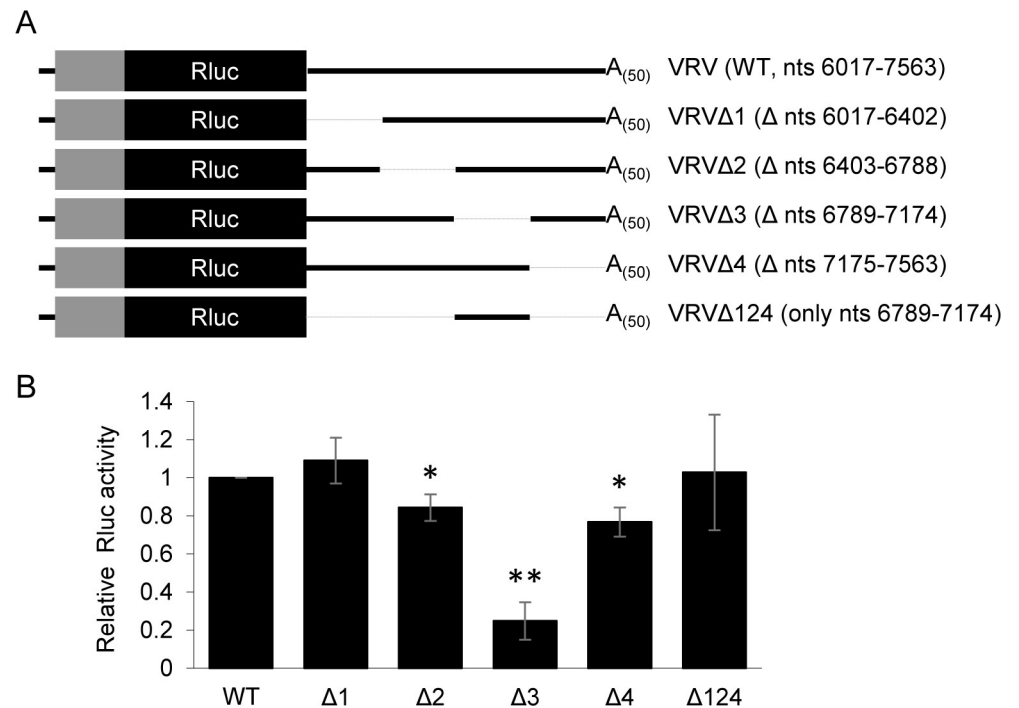 A
Rluc A(50) VRV (WT, nts 6017-7563)
Rluc A(50) VRVΔ1 (Δ nts 6017-6402)
Rluc A(50) VRVΔ2 (Δ nts 6403-6788)
Rluc A(50) VRVΔ3 (Δ nts 6789-7174)
Rluc A(50) VRVΔ4 (Δ nts 7175-7563)
Rluc A(50) VRVΔ124 (only nts 6789-7174)
B
Relative Rluc activity
1.4
1.2
1
0.8
0.6
0.4
0.2
0
*
**
*
WT Δ1 Δ2 Δ3 Δ4 Δ124